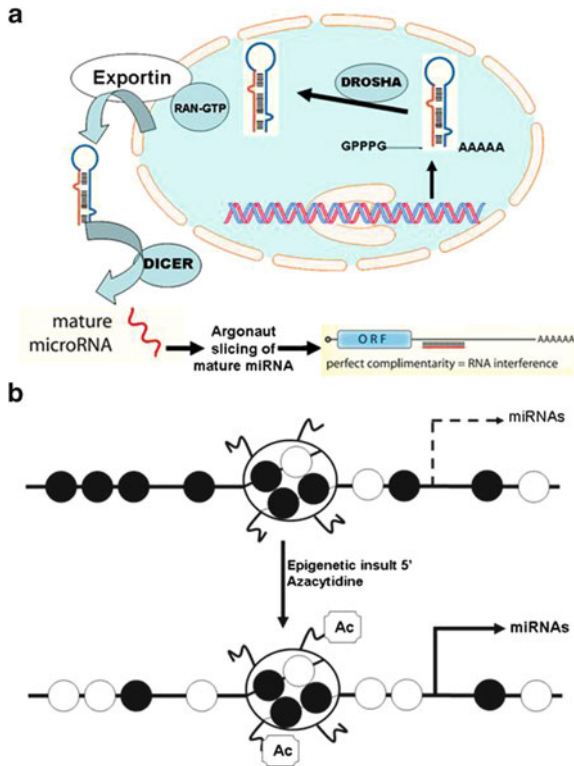 a
Exportin
RAN-GTP
DROSHA
GPPPG
AAAAA
DICER
mature
microRNA
Argonaut
slicing of
mature miRNA
ORF
AAAAAA
perfect complimentarity = RNA interference
b
miRNAs
Epigenetic insult 5'
Azacytidine
Ac
miRNAs
Ac